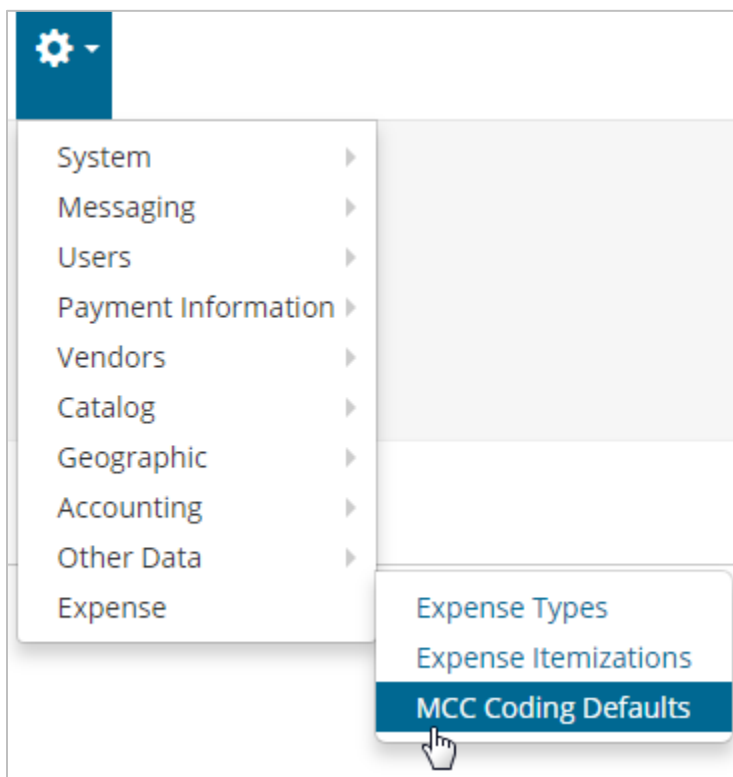 System
Messaging
Users
Payment Information
Vendors
Catalog
Geographic
Accounting
Other Data
Expense
Expense Types
Expense Itemizations
MCC Coding Defaults